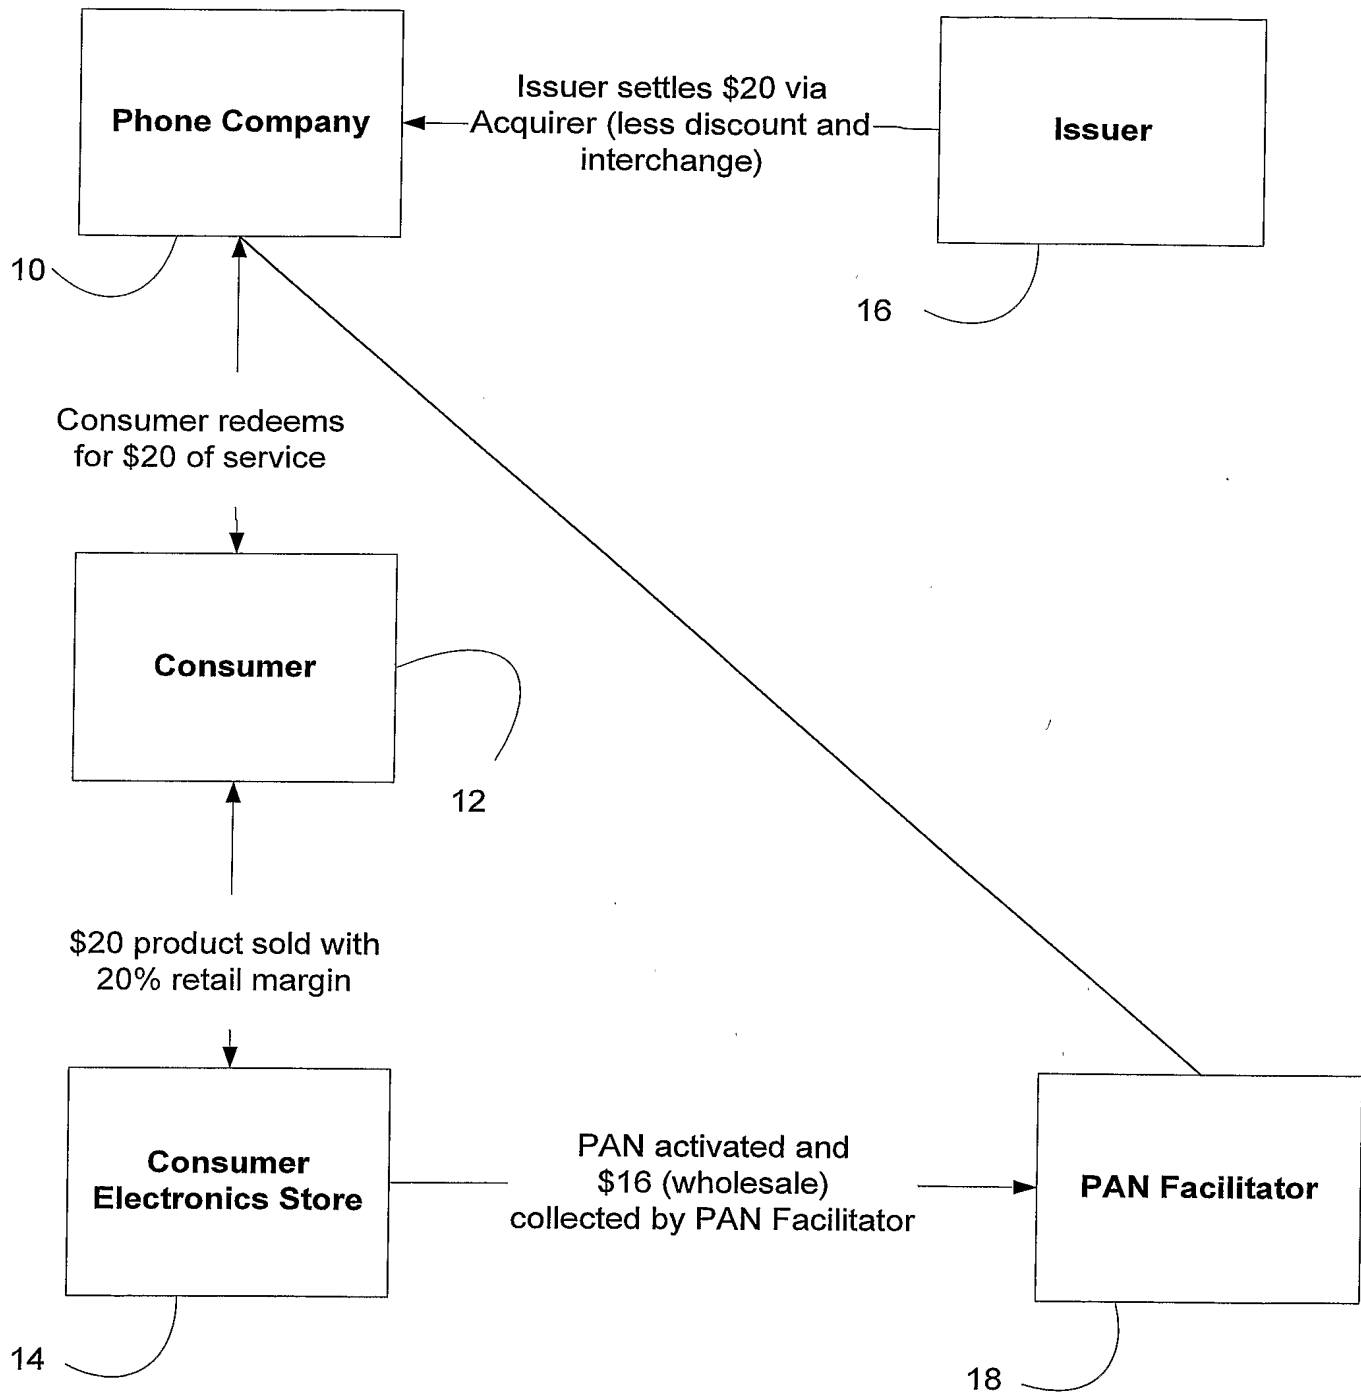 Phone Company
Issuer settles $20 via
Acquirer (less discount and
interchange)
Issuer
10
16
Consumer redeems
for $20 of service
Consumer
12
$20 product sold with
20% retail margin
Consumer
Electronics Store
PAN activated and
$16 (wholesale)
collected by PAN Facilitator
PAN Facilitator
14
18